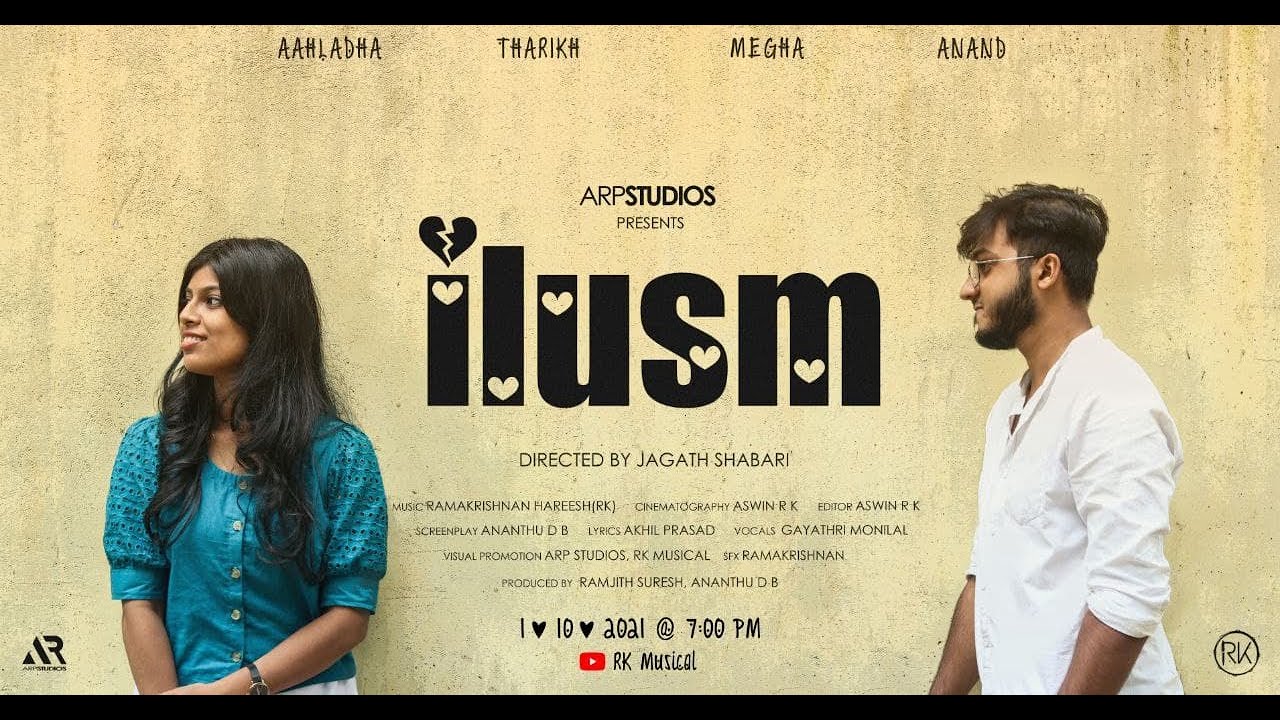 AAHLADHA THARIKH MEGHA ANAND
ARPSTUDIOS
PRESENTS
ilusm
DIRECTED BY JAGATH SHABARI
MUSIC RAMAKRISHNAN HAREESH(RK) CINEMATOGRAPHY ASWIN R K EDITOR ASWIN R K
SCREENPLAY ANANTHU D B LYRICS AKHIL PRASAD VOCALS GAYATHRI MONILAL
VISUAL PROMOTION ARP STUDIOS, RK MUSICAL SFX RAMAKRISHNAN
PRODUCED BY RAMJITH SURESH, ANANTHU D B
1 ♥ 10 ♥ 2021 @ 7:00 PM
RK Musical
AR
ARPSTUDIOS
RK